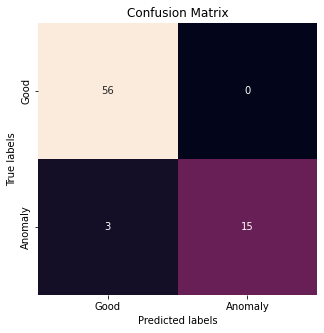 Confusion Matrix
Good
56
0
True labels
Anomaly
3
15
Good
Anomaly
Predicted labels